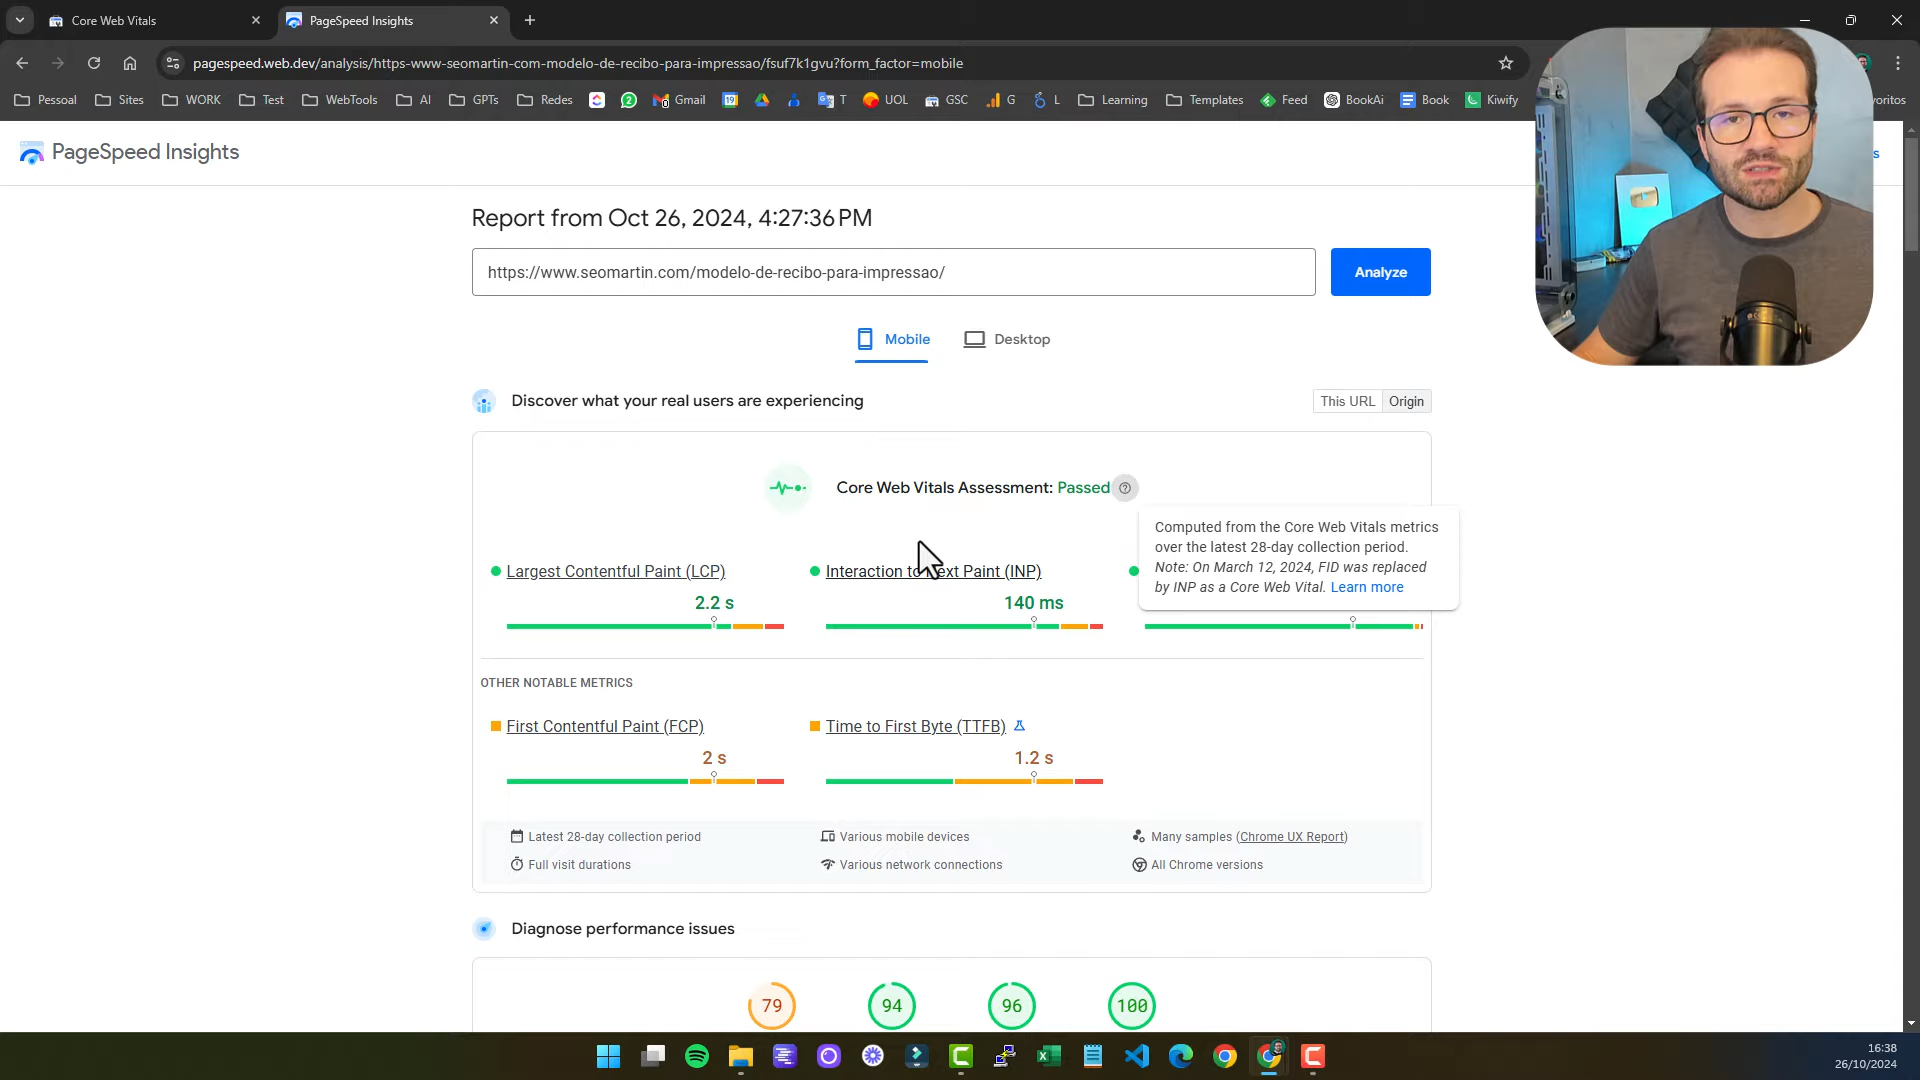 Core Web Vitals
PageSpeed Insights
pagespeed.web.dev/analysis/https-www-seomartin-com-modelo-de-recibo-para-impressao/fsuf7k1gvu?form_factor=mobile
Pessoal Sites WORK Test WebTools AI GPTs Redes 2 Gmail 19 T UOL GSC G L Learning Templates Feed BookAi Book Kiwify
PageSpeed Insights
Report from Oct 26, 2024, 4:27:36 PM
https://www.seomartin.com/modelo-de-recibo-para-impressao/
Analyze
Mobile
Desktop
Discover what your real users are experiencing
This URL
Origin
Core Web Vitals Assessment: Passed
Computed from the Core Web Vitals metrics
over the latest 28-day collection period.
Note: On March 12, 2024, FID was replaced
by INP as a Core Web Vital. Learn more
Largest Contentful Paint (LCP)
2.2 s
Interaction to Next Paint (INP)
140 ms
OTHER NOTABLE METRICS
First Contentful Paint (FCP)
2 s
Time to First Byte (TTFB)
1.2 s
Latest 28-day collection period
Various mobile devices
Many samples (Chrome UX Report)
Full visit durations
Various network connections
All Chrome versions
Diagnose performance issues
79
94
96
100
16:38
26/10/2024